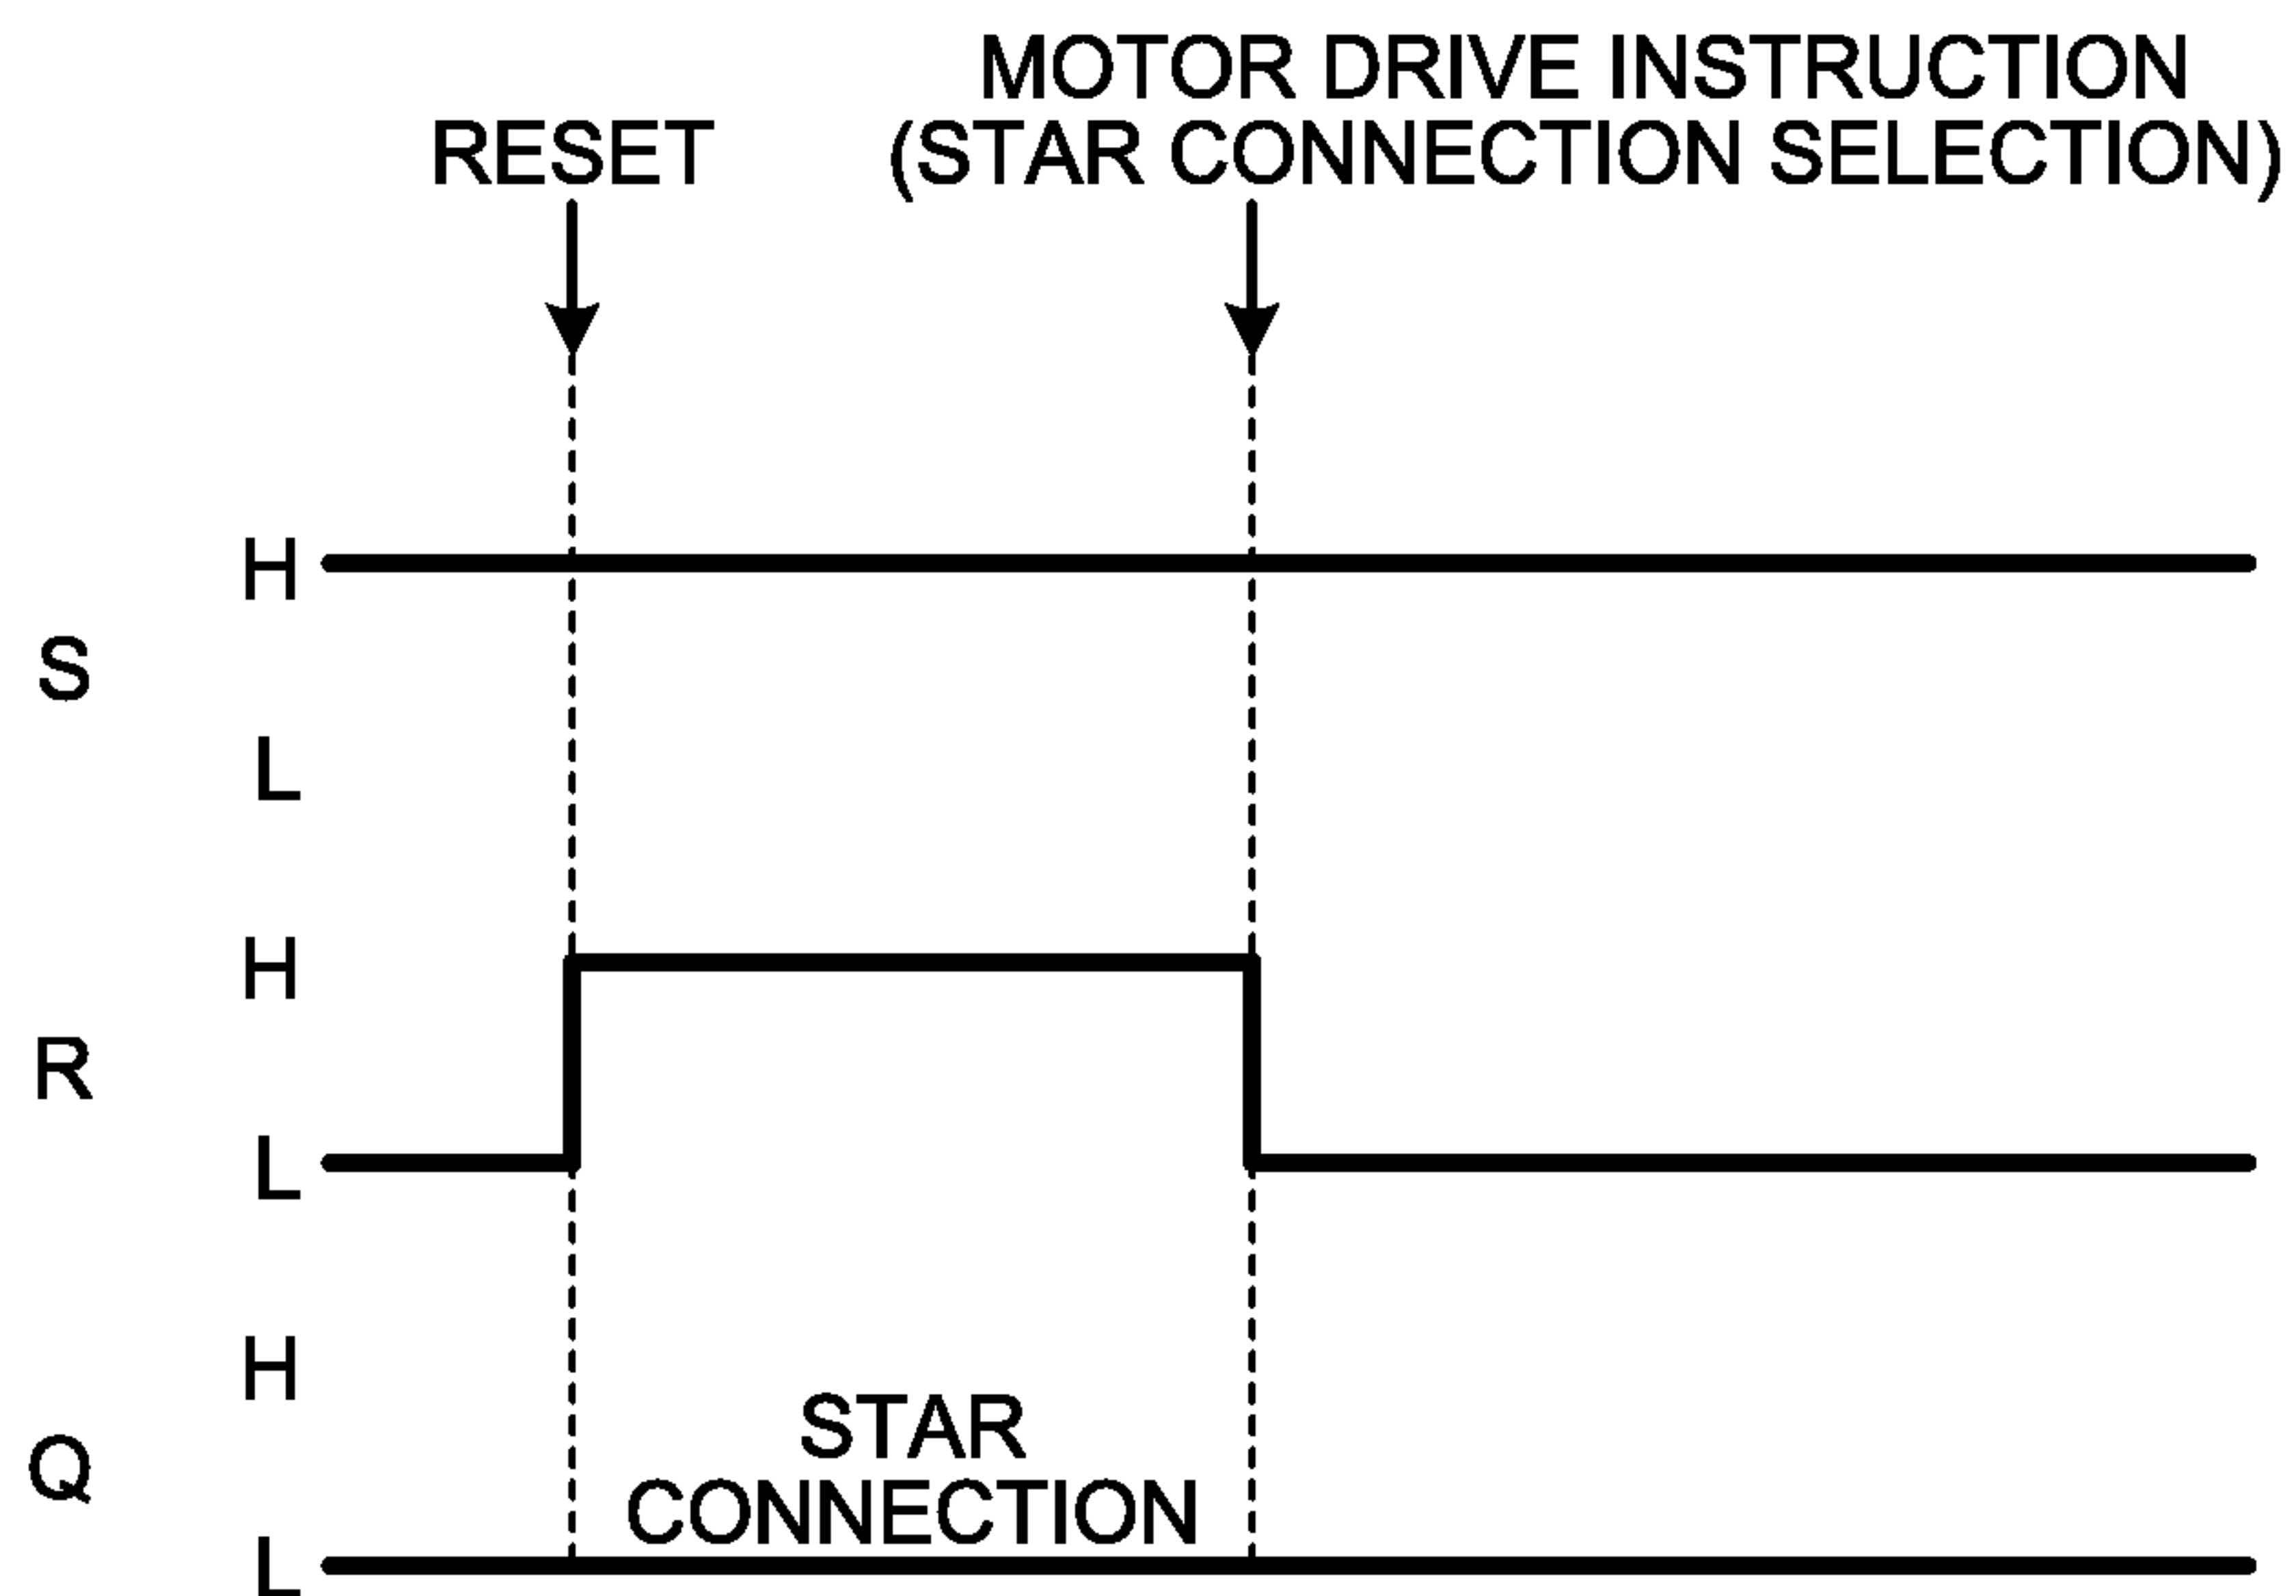 MOTOR DRIVE INSTRUCTION
RESET (STAR CONNECTION SELECTION)
H
S
L
H
R
L
H
STAR
Q
CONNECTION
L